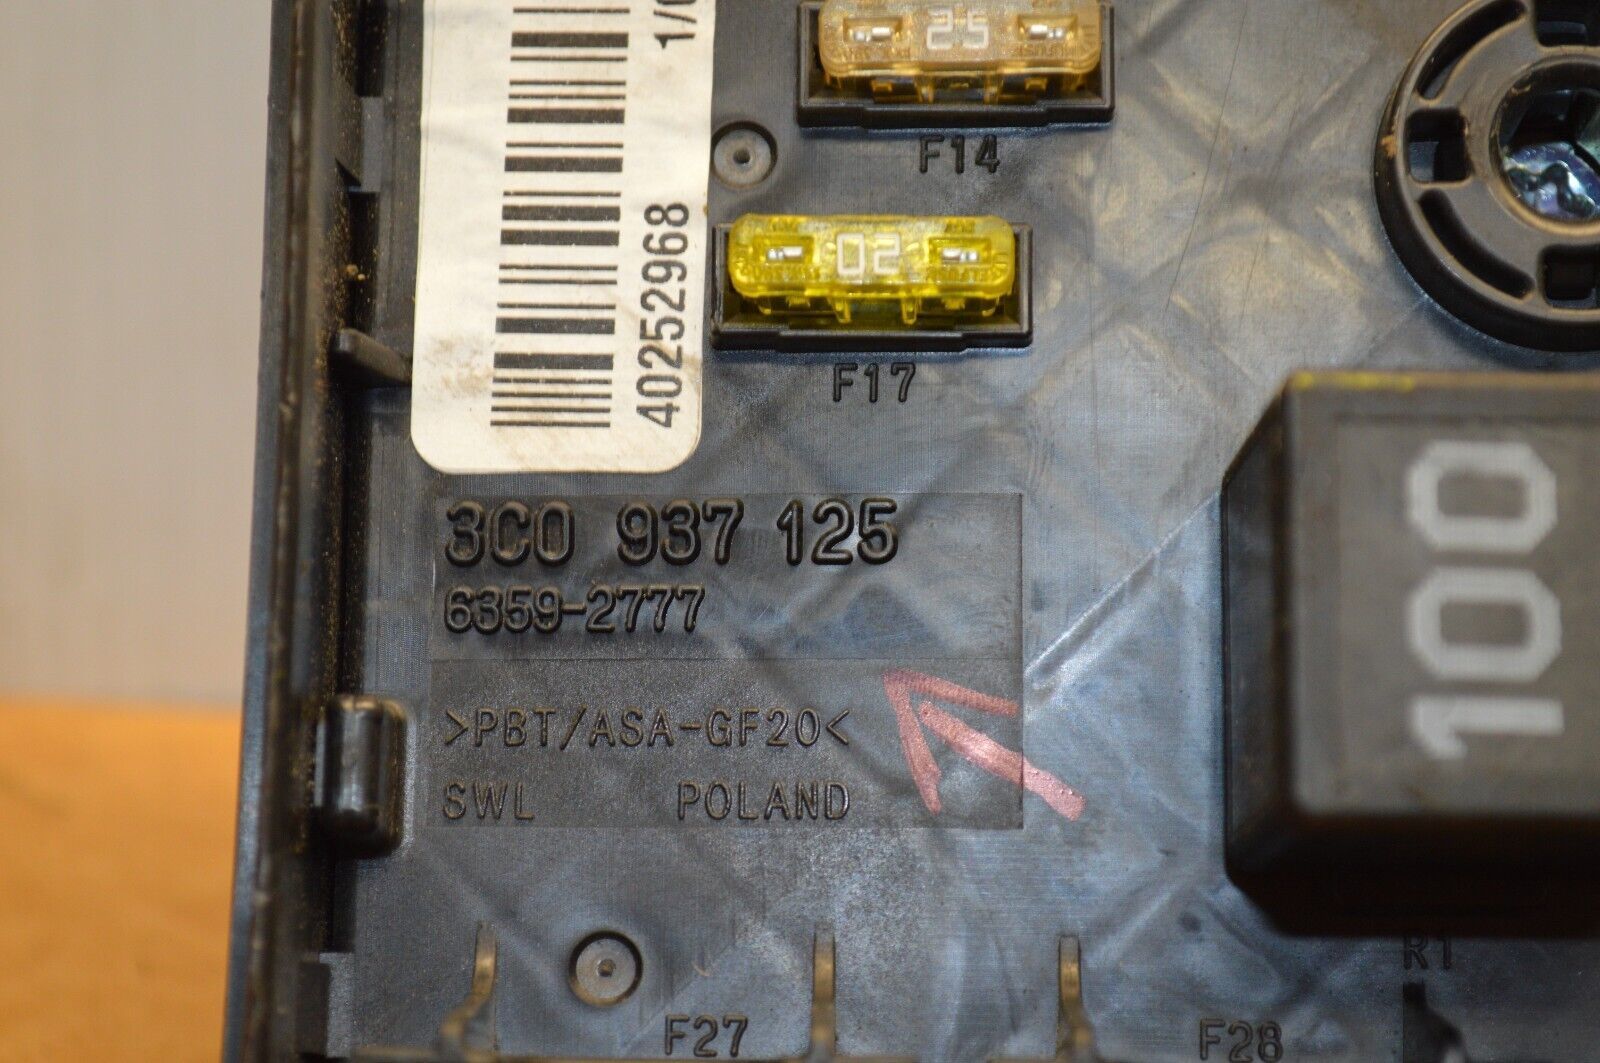 25
F14
20
F17
40252968
3C0 937 125
6359-2777
>PBT/ASA-GF20<
SWL POLAND
100
R1
F27
F28